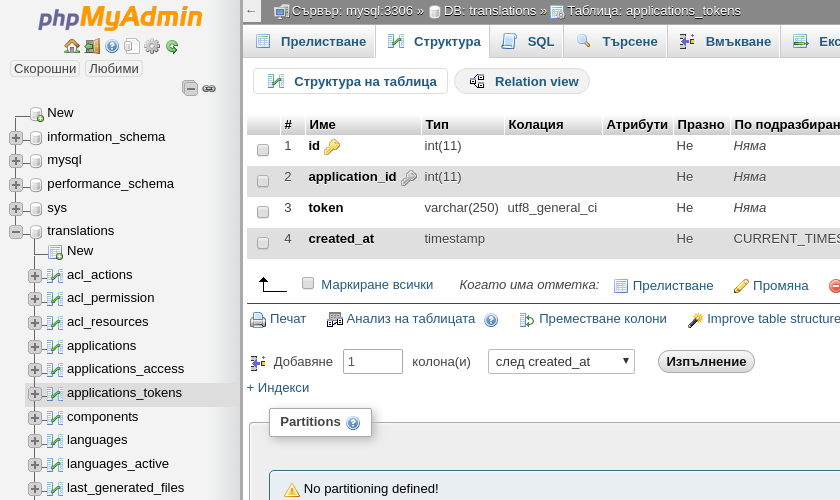 phpMyAdmin
Скорошни Любими
New
information_schema
mysql
performance_schema
sys
translations
New
acl_actions
acl_permission
acl_resources
applications
applications_access
applications_tokens
components
languages
languages_active
last_generated_files
← Сървър: mysql:3306 » DB: translations » Таблица: applications_tokens
Прелистване Структура SQL Търсене Вмъкване Екс
Структура на таблица Relation view
# Име Тип Колация Атрибути Празно По подразбиран
1 id int(11) Не Няма
2 application_id int(11) Не Няма
3 token varchar(250) utf8_general_ci Не Няма
4 created_at timestamp Не CURRENT_TIMES
Маркиране всички Когато има отметка: Прелистване Промяна
Печат Анализ на таблицата Преместване колони Improve table structure
Добавяне 1 колона(и) след created_at Изпълнение
+ Индекси
Partitions
No partitioning defined!